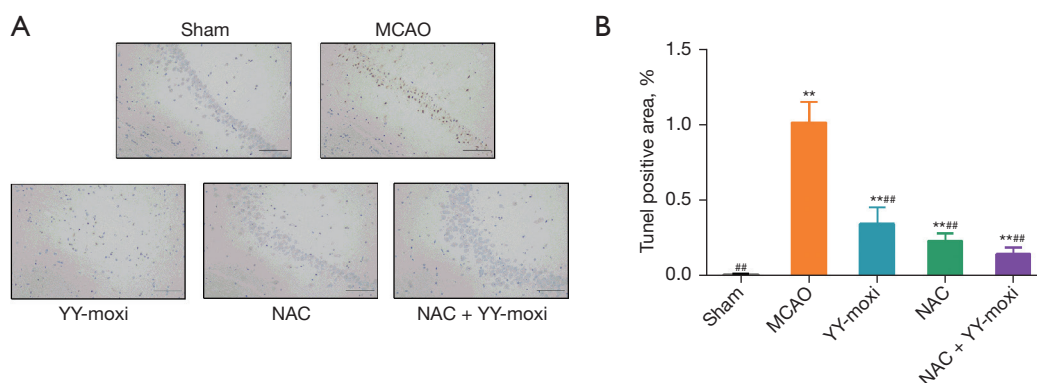 A
Sham
MCAO
YY-moxi
NAC
NAC + YY-moxi
B
Tunel positive area, %
1.5
1.0
0.5
0.0
##
**
**##
**##
**##
Sham
MCAO
YY-moxi
NAC
NAC + YY-moxi